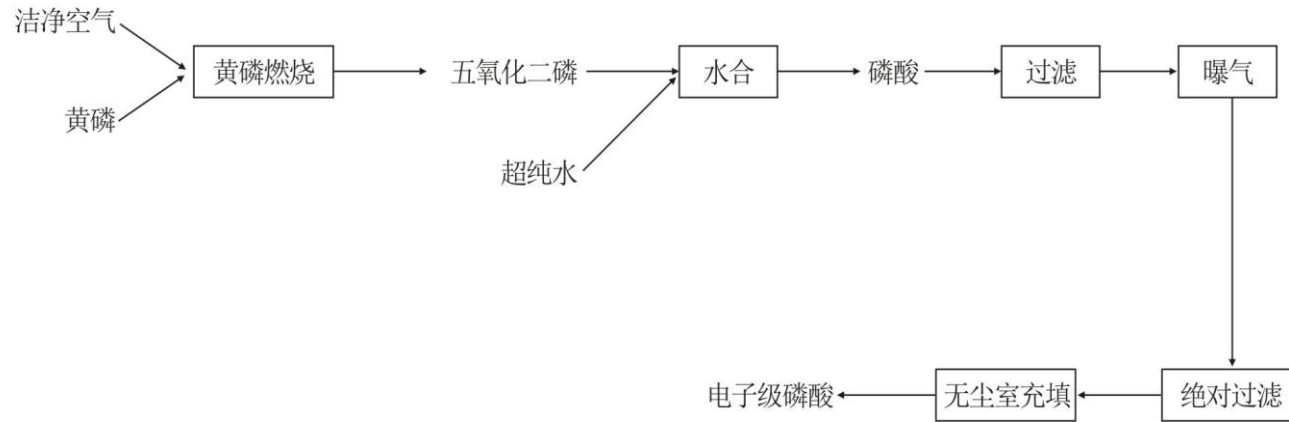 洁净空气
黄磷
黄磷燃烧
五氧化二磷
超纯水
水合
磷酸
过滤
曝气
绝对过滤
无尘室充填
电子级磷酸